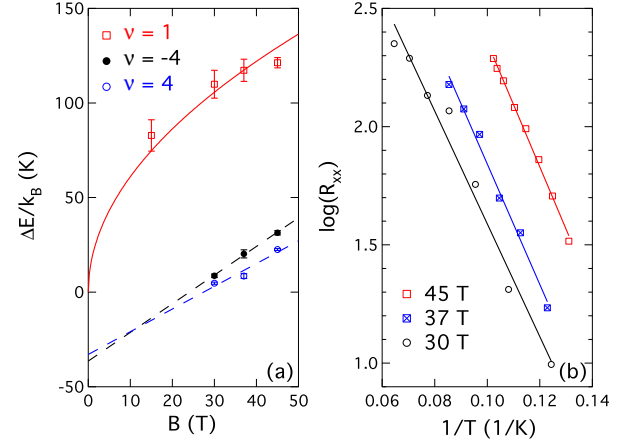 ν = 1
ν = -4
ν = 4
150
100
50
0
-50
ΔE/k_B (K)
0 10 20 30 40 50
B (T)
(a)
2.5
2.0
1.5
1.0
log(R_xx)
45 T
37 T
30 T
(b)
0.06 0.08 0.10 0.12 0.14
1/T (1/K)